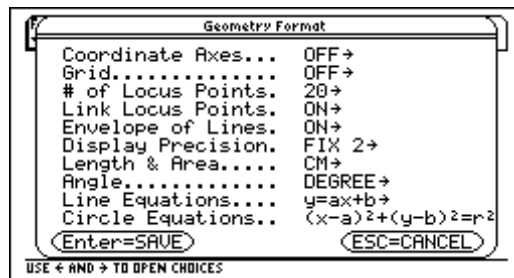 Geometry Format
Coordinate Axes... OFF→
Grid.............. OFF→
# of Locus Points. 20→
Link Locus Points. ON→
Envelope of Lines. ON→
Display Precision. FIX 2→
Length & Area..... CM→
Angle............. DEGREE→
Line Equations.... y=ax+b→
Circle Equations.. (x-a)²+(y-b)²=r²
Enter=SAVE ESC=CANCEL
USE ← AND → TO OPEN CHOICES